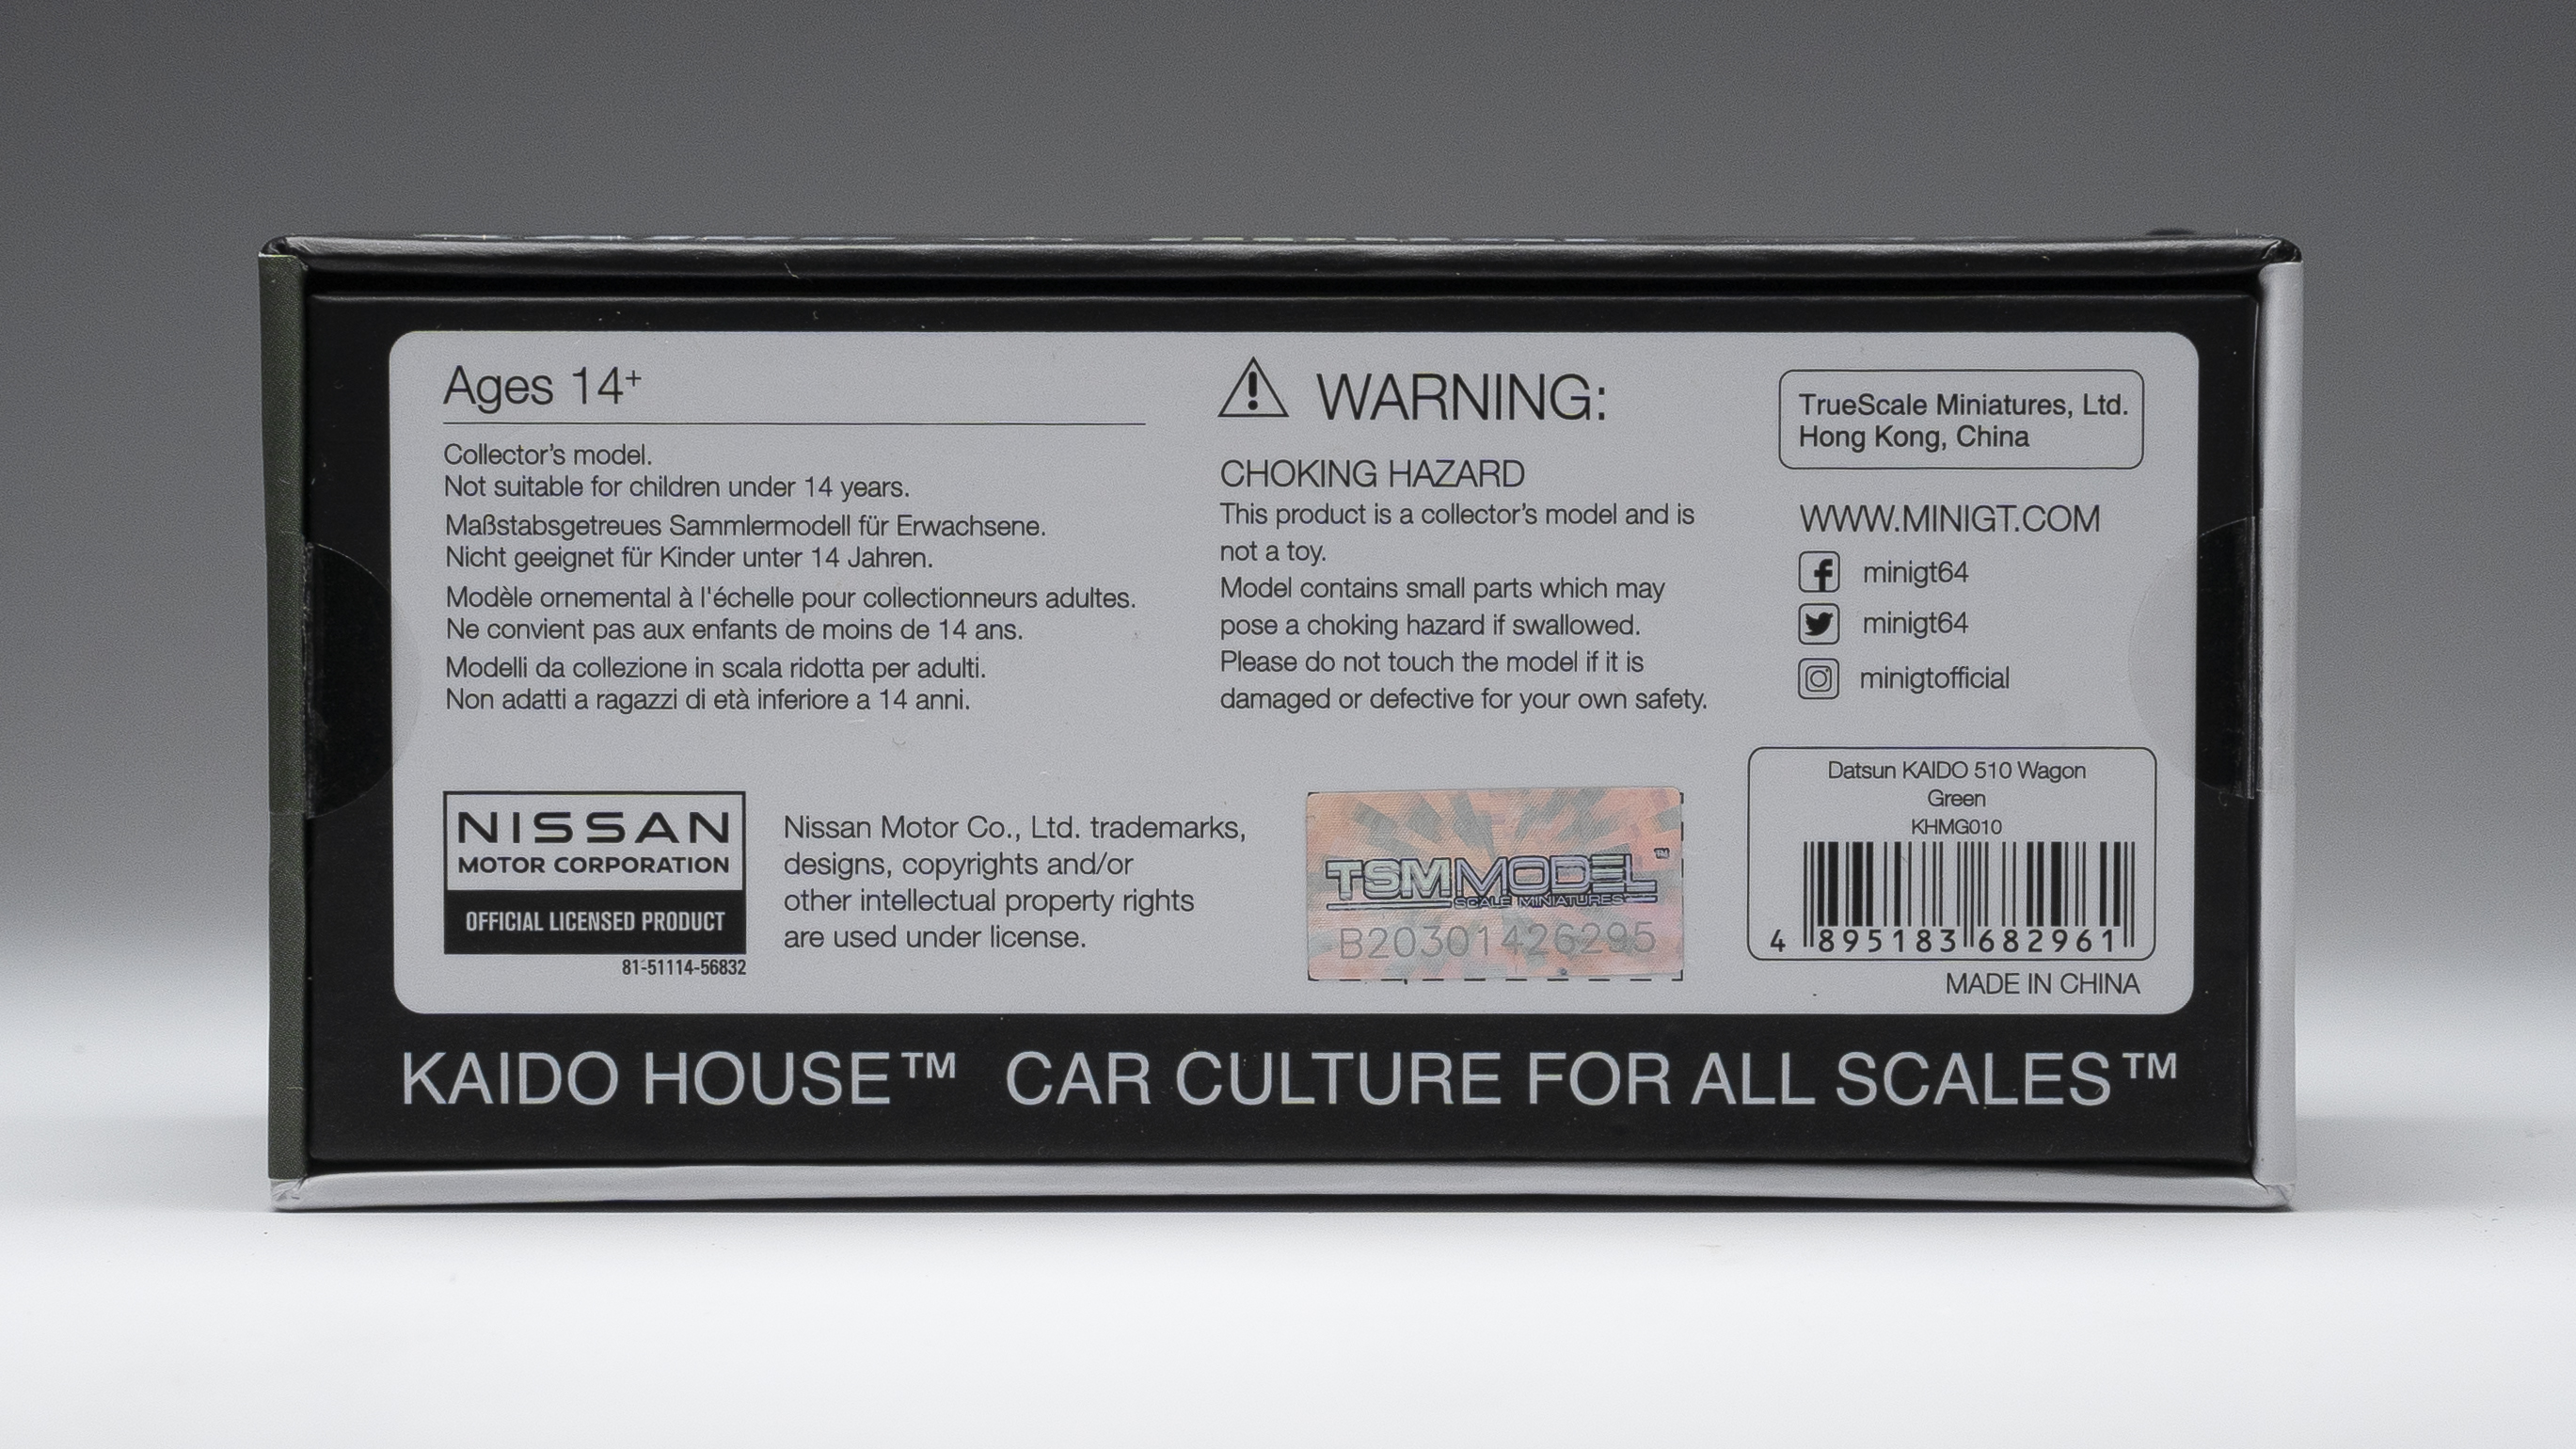 Ages 14+
Collector's model.
Not suitable for children under 14 years.
Maßstabsgetreues Sammlermodell für Erwachsene.
Nicht geeignet für Kinder unter 14 Jahren.
Modèle ornemental à l'échelle pour collectionneurs adultes.
Ne convient pas aux enfants de moins de 14 ans.
Modelli da collezione in scala ridotta per adulti.
Non adatti a ragazzi di età inferiore a 14 anni.
WARNING:
CHOKING HAZARD
This product is a collector's model and is
not a toy.
Model contains small parts which may
pose a choking hazard if swallowed.
Please do not touch the model if it is
damaged or defective for your own safety.
TrueScale Miniatures, Ltd.
Hong Kong, China
WWW.MINIGT.COM
minigt64
minigt64
minigtofficial
NISSAN
MOTOR CORPORATION
OFFICIAL LICENSED PRODUCT
81-51114-56832
Nissan Motor Co., Ltd. trademarks,
designs, copyrights and/or
other intellectual property rights
are used under license.
TSM MODEL™
SCALE MINIATURES
B20301426295
Datsun KAIDO 510 Wagon
Green
KHMG010
4 895183 682961
MADE IN CHINA
KAIDO HOUSE™ CAR CULTURE FOR ALL SCALES™